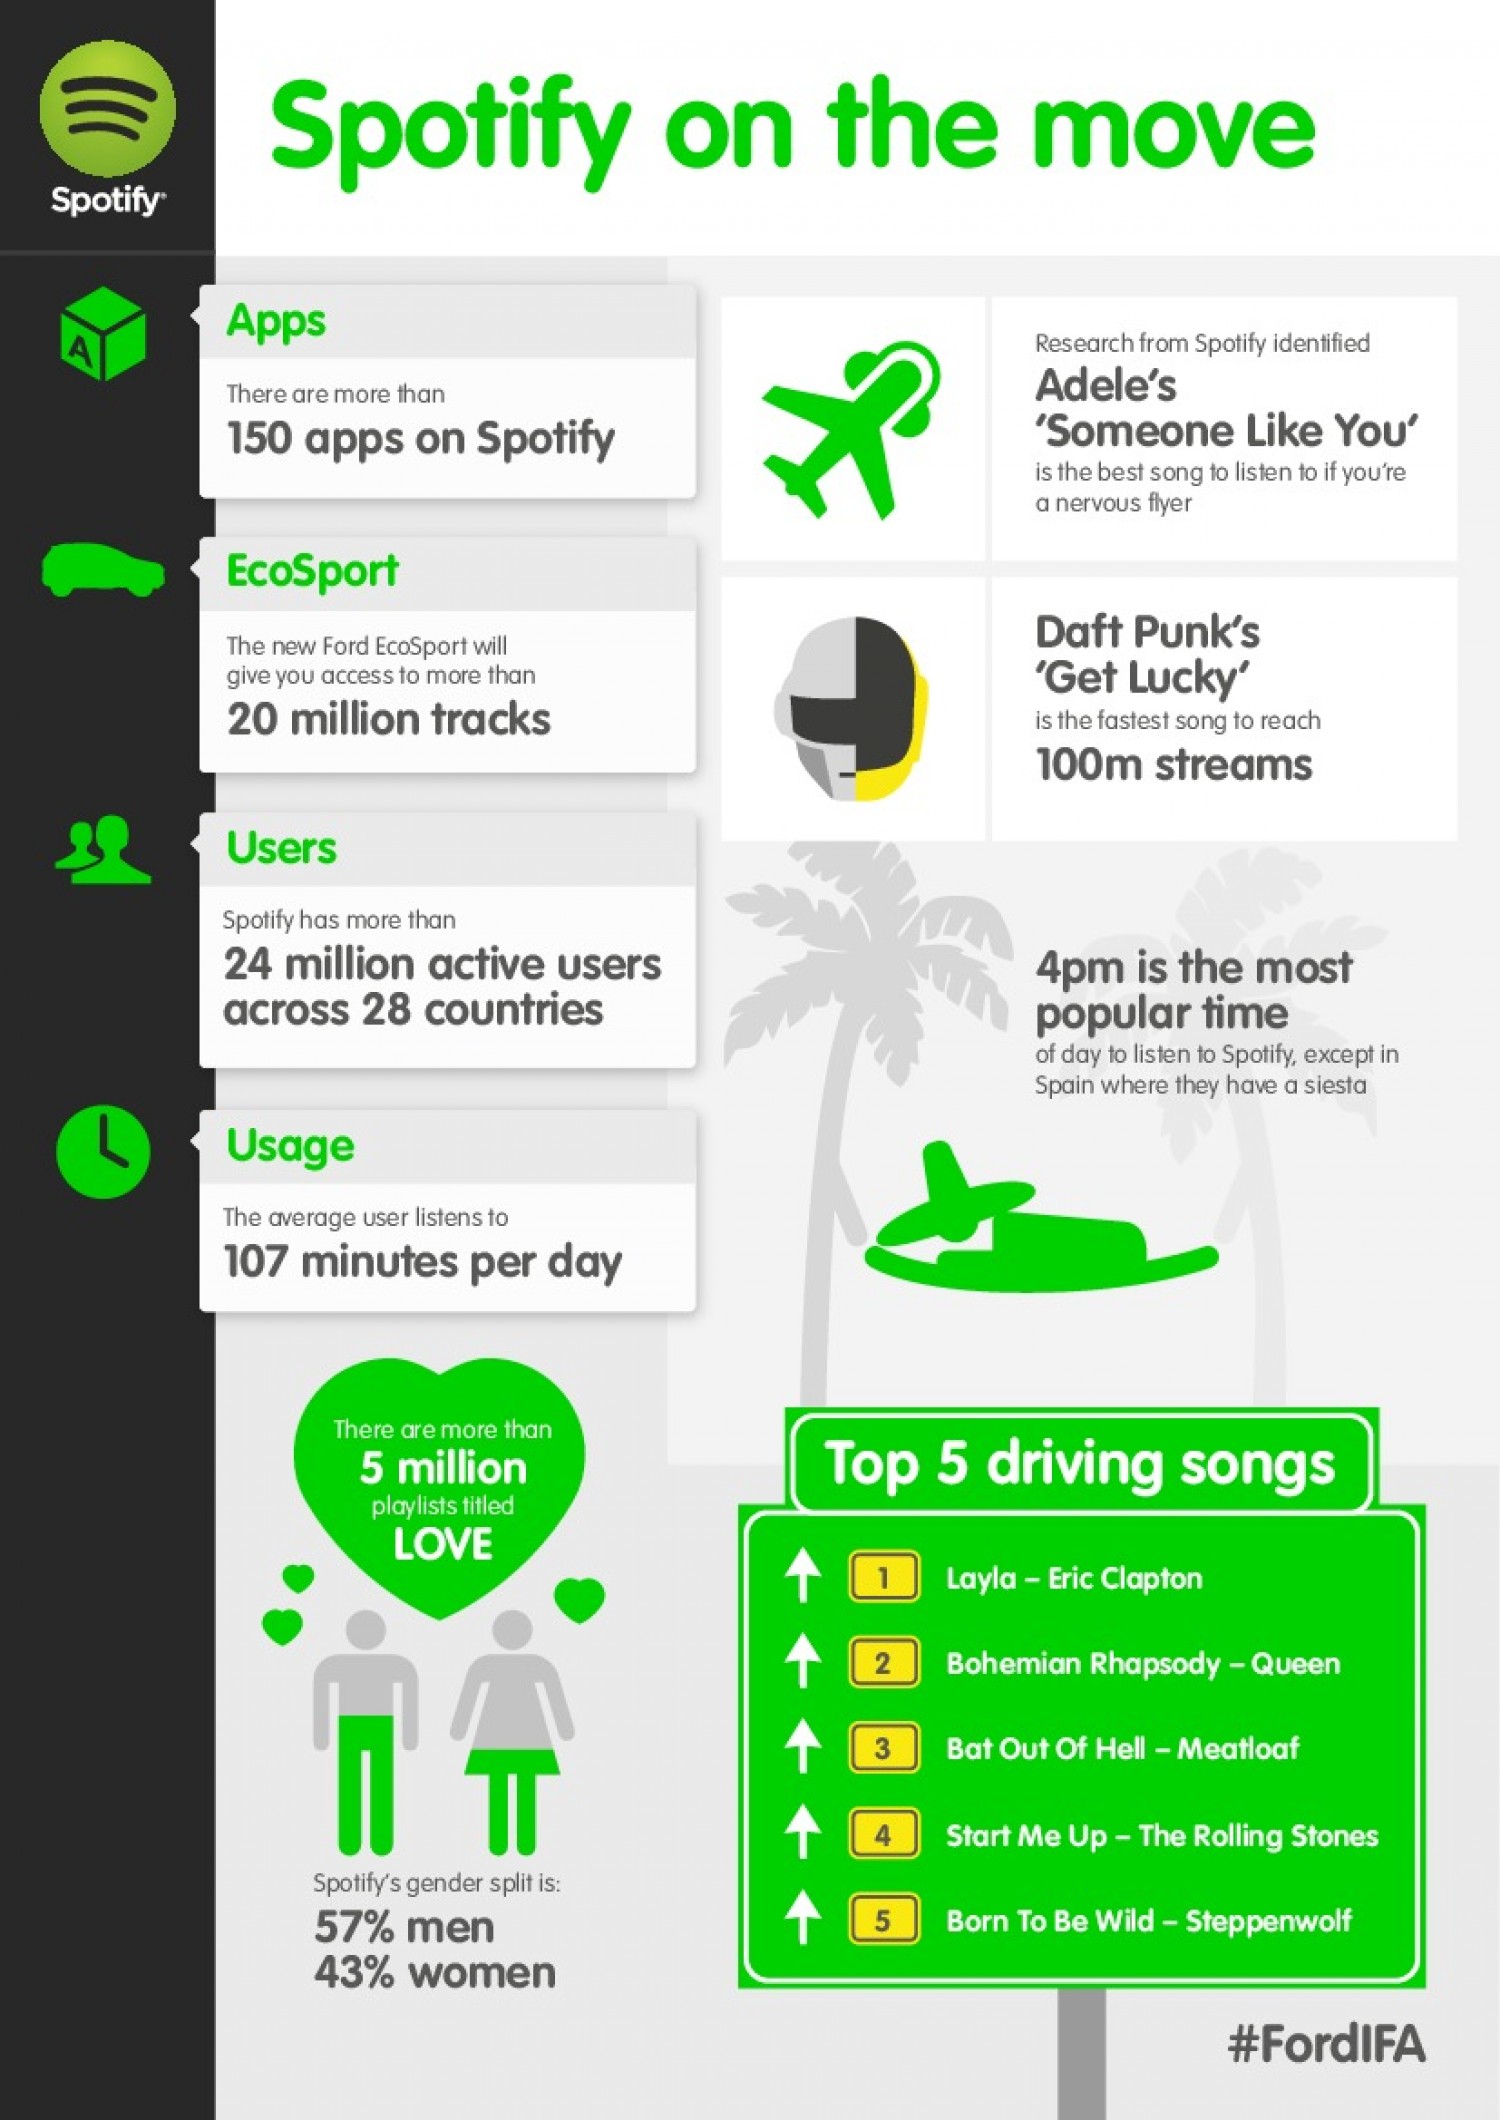 Spotify
Spotify on the move
A
Apps
There are more than
150 apps on Spotify
EcoSport
The new Ford EcoSport will
give you access to more than
20 million tracks
Users
Spotify has more than
24 million active users
across 28 countries
Usage
The average user listens to
107 minutes per day
There are more than
5 million
playlists titled
LOVE
Spotify's gender split is:
57% men
43% women
Research from Spotify identified
Adele's
'Someone Like You'
is the best song to listen to if you're
a nervous flyer
Daft Punk's
'Get Lucky'
is the fastest song to reach
100m streams
4pm is the most
popular time
of day to listen to Spotify, except in
Spain where they have a siesta
Top 5 driving songs
1 Layla – Eric Clapton
2 Bohemian Rhapsody – Queen
3 Bat Out Of Hell – Meatloaf
4 Start Me Up – The Rolling Stones
5 Born To Be Wild – Steppenwolf
#FordIFA